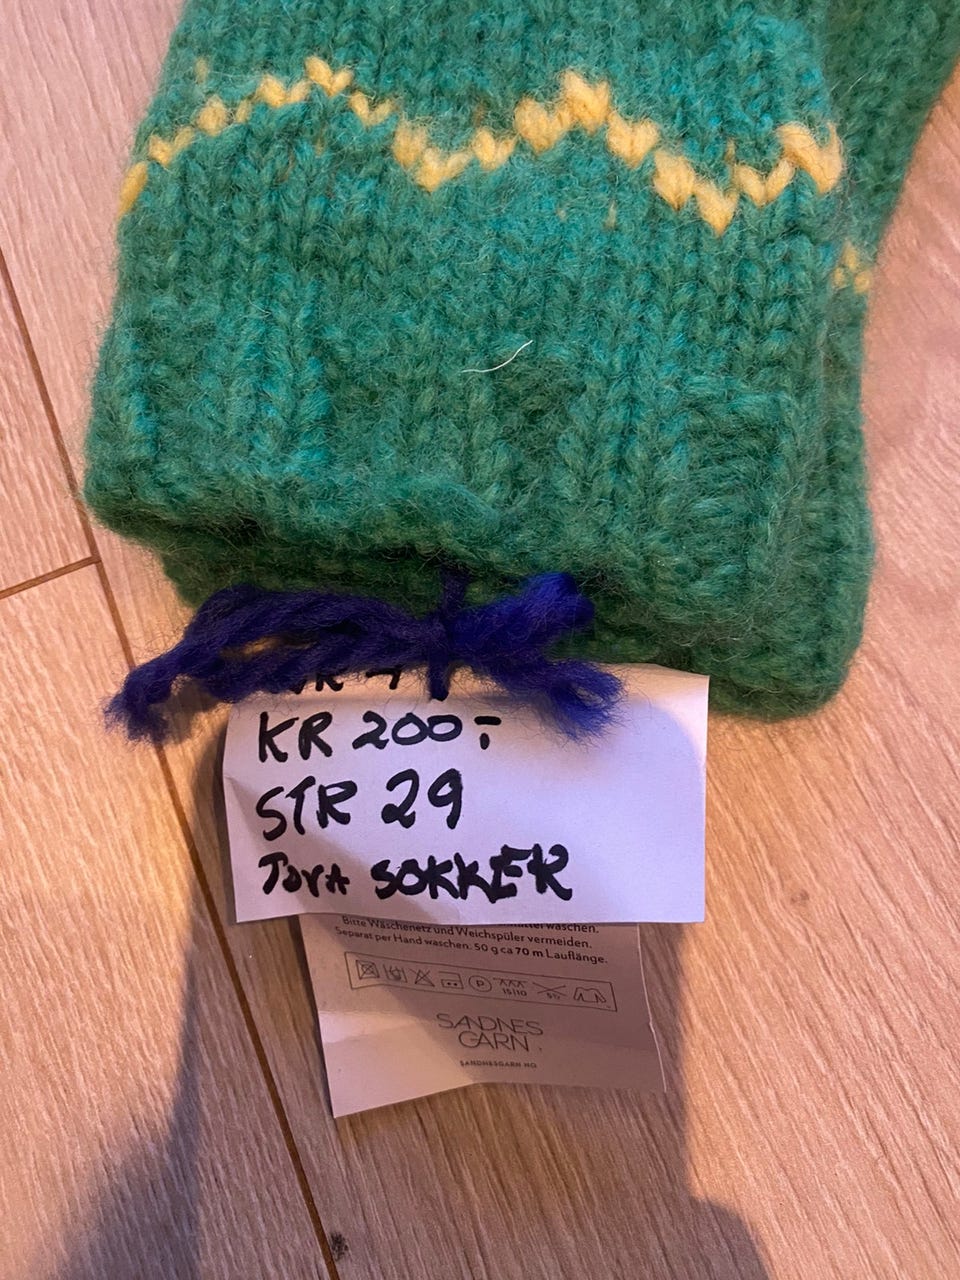 KR 200,-
STR 29
TOVA SOKKER
Bitte Wäschenetz und Weichspüler vermeiden.
Separat per Hand waschen. 50 g ca 70 m Lauflänge.
P
SANDNES
GARN
SANDNESGARN.NO